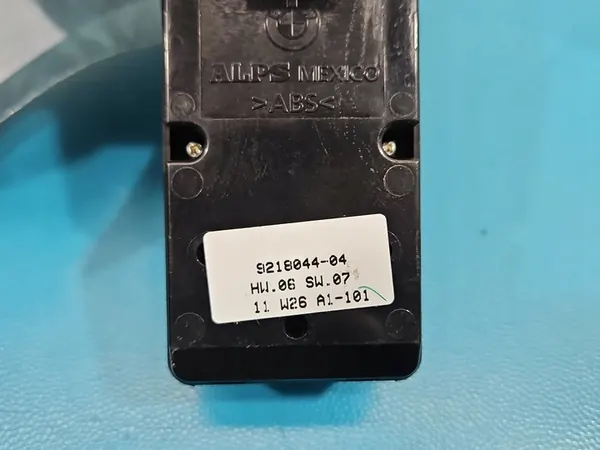 ALPS MEXICO
>ABS<
9218044-04
HW.06 SW.07
11 W26 A1-101